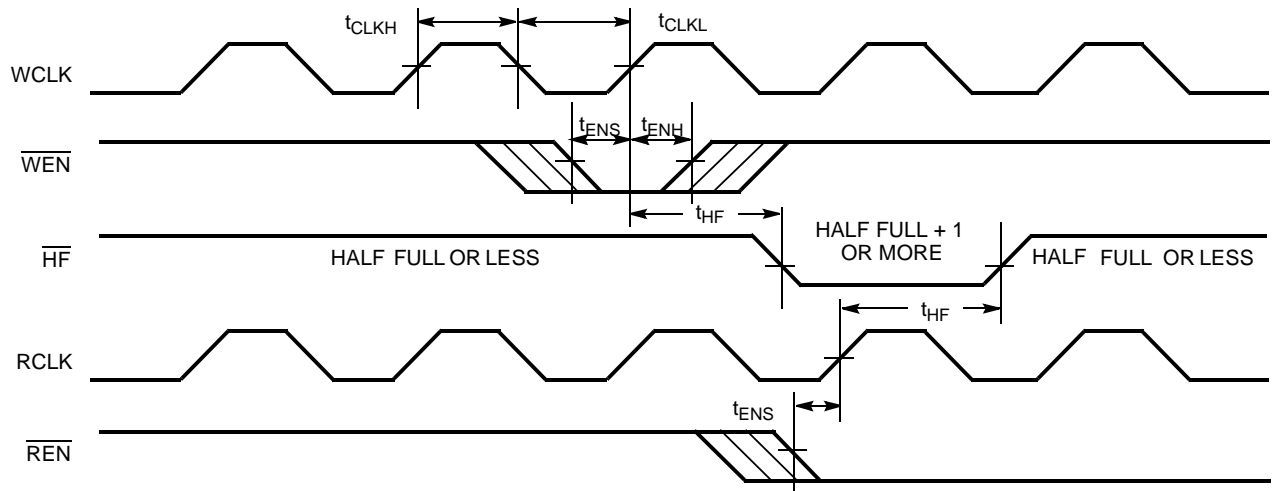 tCLKH
tCLKL
WCLK
tENS
tENH
WEN
tHF
HF
HALF FULL OR LESS
HALF FULL + 1
OR MORE
HALF FULL OR LESS
tHF
RCLK
tENS
REN